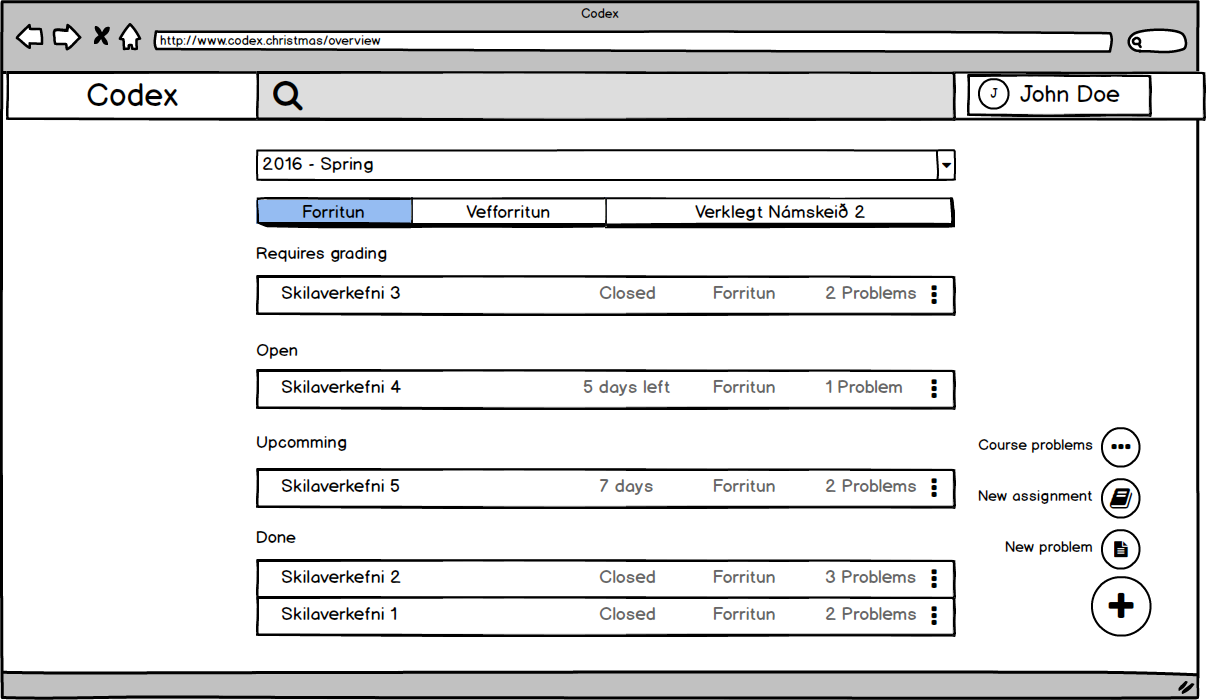 Codex
http://www.codex.christmas/overview
Codex
J John Doe
2016 - Spring
Forritun Vefforritun Verklegt Námskeið 2
Requires grading
Skilaverkefni 3 Closed Forritun 2 Problems
Open
Skilaverkefni 4 5 days left Forritun 1 Problem
Upcomming
Course problems
Skilaverkefni 5 7 days Forritun 2 Problems
New assignment
Done
New problem
Skilaverkefni 2 Closed Forritun 3 Problems
Skilaverkefni 1 Closed Forritun 2 Problems